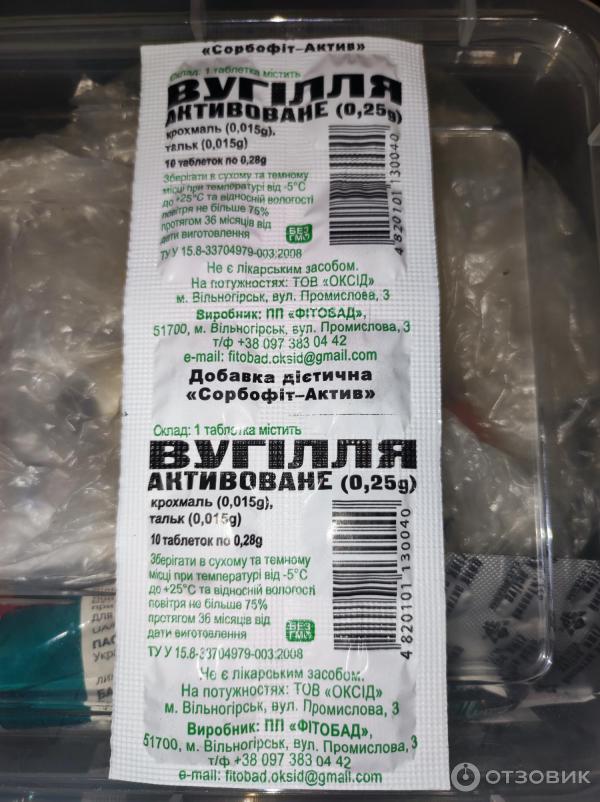 «Сорбофіт-Актив»
Склад: 1 таблетка містить
ВУГІЛЛЯ
АКТИВОВАНЕ (0,25g)
крохмаль (0,015g),
тальк (0,015g)
10 таблеток по 0,28g
Зберігати в сухому та темному
місці при температурі від -5°C
до +25°C та відносній вологості
повітря не більше 75%
протягом 36 місяців від
дати виготовлення
БЕЗ
ГМО
4 820101 130040
ТУ У 15.8-33704979-003:2008
Не є лікарським засобом.
На потужностях: ТОВ «ОКСІД»
м. Вільногірськ, вул. Промислова, 3
Виробник: ПП «ФІТОБАД»,
51700, м. Вільногірськ, вул. Промислова, 3
т/ф +38 097 383 04 42
e-mail: fitobad.oksid@gmail.com
Добавка дієтична
«Сорбофіт-Актив»
Склад: 1 таблетка містить
ВУГІЛЛЯ
АКТИВОВАНЕ (0,25g)
крохмаль (0,015g),
тальк (0,015g)
10 таблеток по 0,28g
Зберігати в сухому та темному
місці при температурі від -5°C
до +25°C та відносній вологості
повітря не більше 75%
протягом 36 місяців від
дати виготовлення
БЕЗ
ГМО
4 820101 130040
ТУ У 15.8-33704979-003:2008
Не є лікарським засобом.
На потужностях: ТОВ «ОКСІД»
м. Вільногірськ, вул. Промислова, 3
Виробник: ПП «ФІТОБАД»,
51700, м. Вільногірськ, вул. Промислова, 3
т/ф +38 097 383 04 42
e-mail: fitobad.oksid@gmail.com
ОТЗОВИК